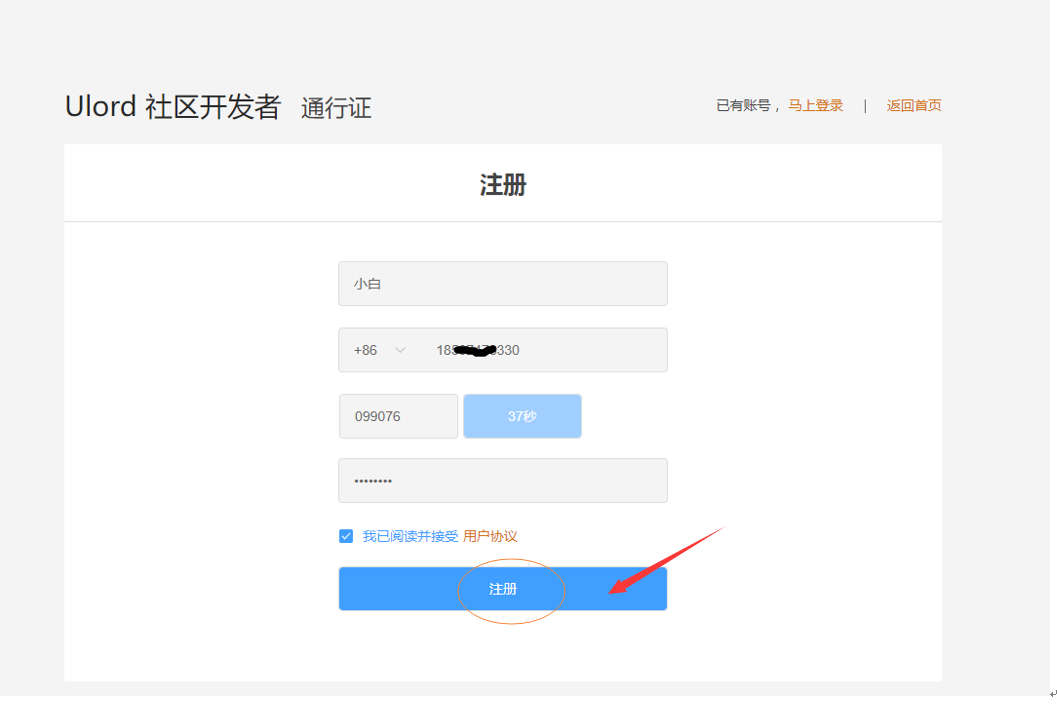 Ulord 社区开发者 通行证
已有账号， 马上登录 | 返回首页
注册
小白
+86 185 330
099076 37秒
••••••••
我已阅读并接受 用户协议
注册